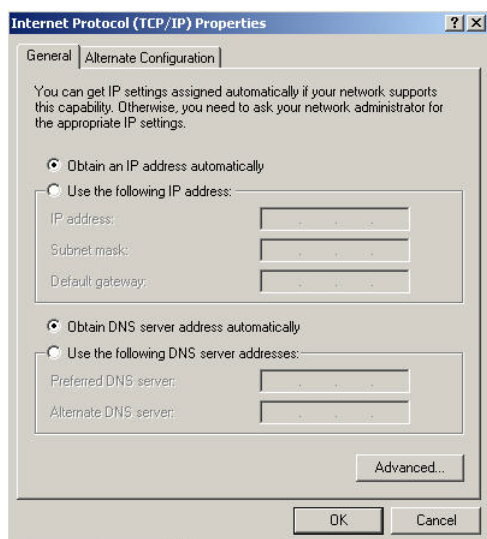 Internet Protocol (TCP/IP) Properties
General
Alternate Configuration
You can get IP settings assigned automatically if your network supports
this capability. Otherwise, you need to ask your network administrator for
the appropriate IP settings.
Obtain an IP address automatically
Use the following IP address:
IP address:
Subnet mask:
Default gateway:
Obtain DNS server address automatically
Use the following DNS server addresses:
Preferred DNS server:
Alternate DNS server:
Advanced...
OK
Cancel